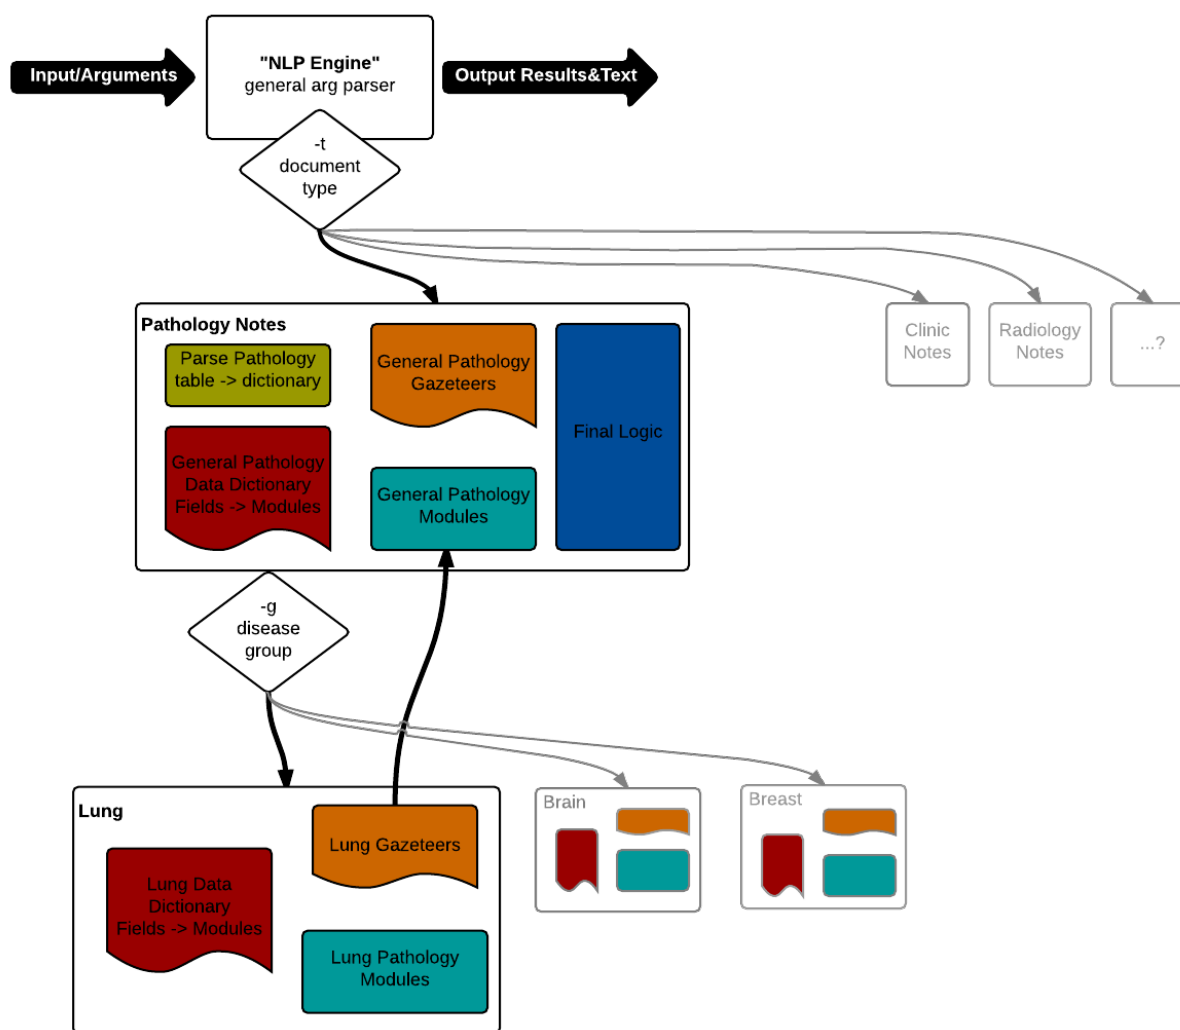 Input/Arguments
"NLP Engine"
general arg parser
Output Results&Text
-t
document
type
Pathology Notes
Parse Pathology
table -> dictionary
General Pathology
Gazeteers
Final Logic
General Pathology
Data Dictionary
Fields -> Modules
General Pathology
Modules
Clinic
Notes
Radiology
Notes
...?
-g
disease
group
Lung
Lung Gazeteers
Lung Data
Dictionary
Fields -> Modules
Lung Pathology
Modules
Brain
Breast